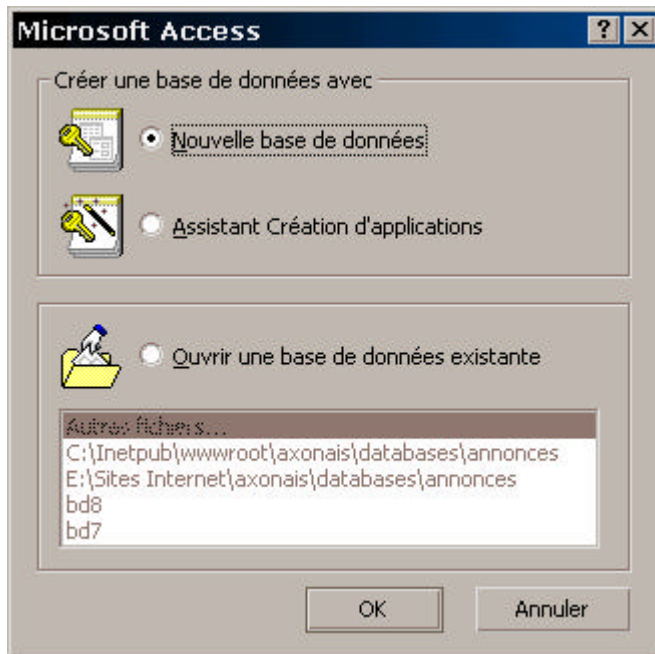 Microsoft Access
Créer une base de données avec
Nouvelle base de données
Assistant Création d'applications
Ouvrir une base de données existante
Autres fichiers...
C:\Inetpub\wwwroot\axonais\databases\annonces
E:\Sites Internet\axonais\databases\annonces
bd8
bd7
OK
Annuler